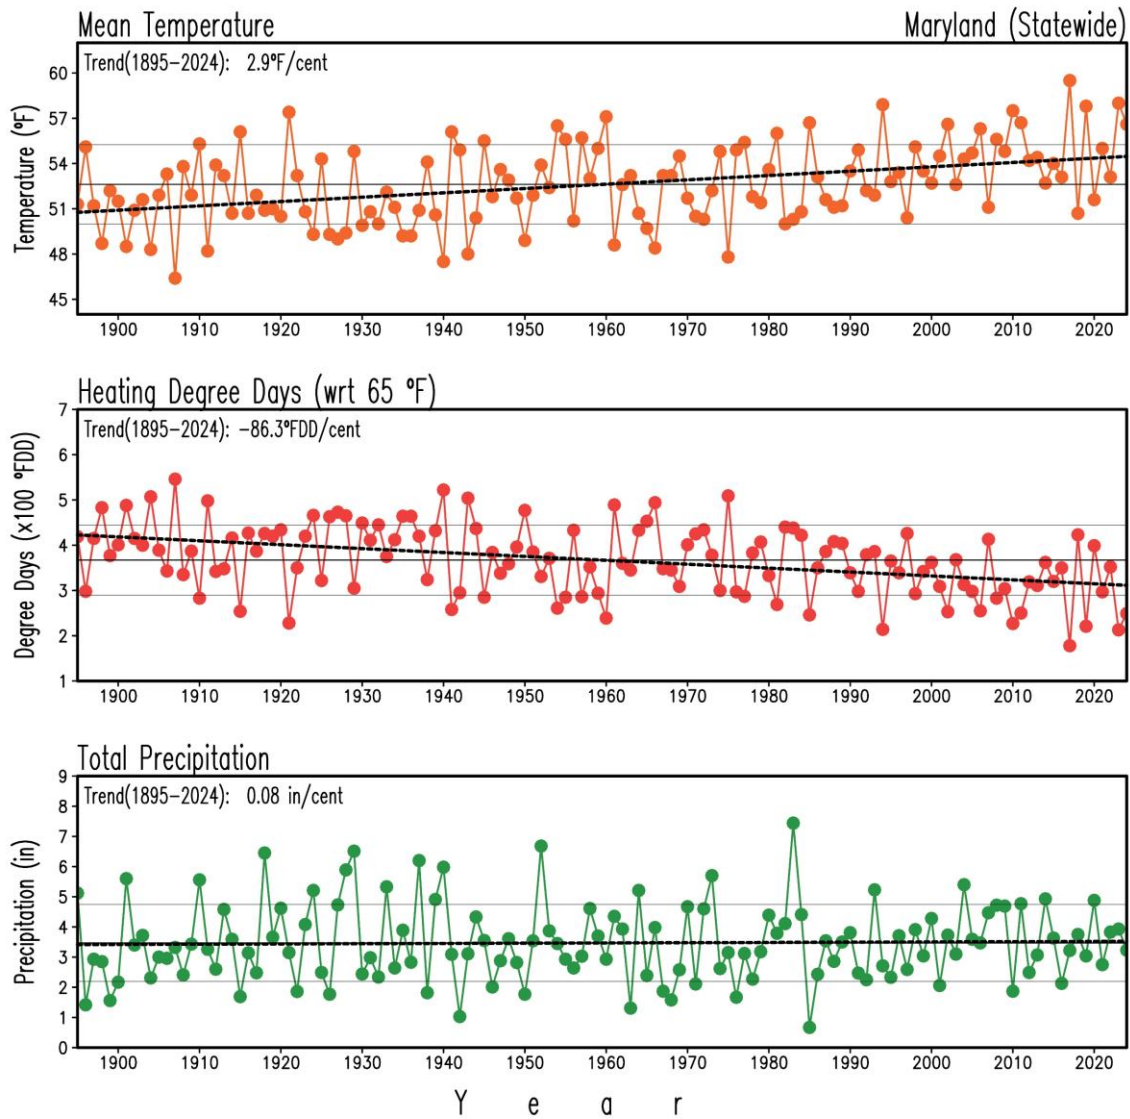 Mean Temperature
Maryland (Statewide)
Trend(1895–2024): 2.9°F/cent
Temperature (°F)
60
57
54
51
48
45
1900 1910 1920 1930 1940 1950 1960 1970 1980 1990 2000 2010 2020
Heating Degree Days (wrt 65 °F)
Trend(1895–2024): −86.3°FDD/cent
Degree Days (x100 °FDD)
7
6
5
4
3
2
1
1900 1910 1920 1930 1940 1950 1960 1970 1980 1990 2000 2010 2020
Total Precipitation
Trend(1895–2024): 0.08 in/cent
Precipitation (in)
9
8
7
6
5
4
3
2
1
0
1900 1910 1920 1930 1940 1950 1960 1970 1980 1990 2000 2010 2020
Y e a r